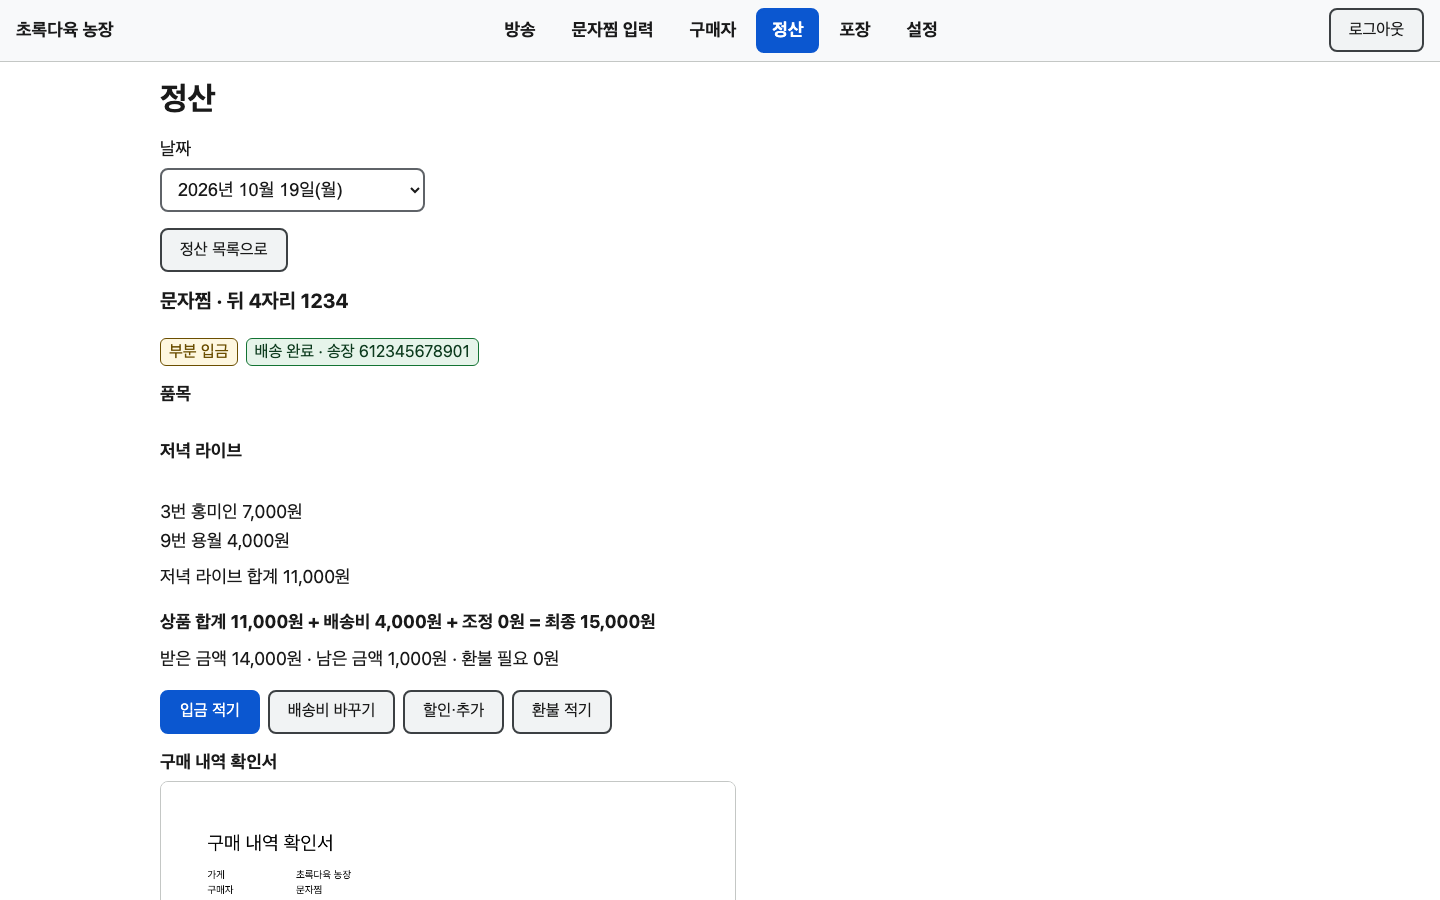 초록다육 농장
방송 문자찜 입력 구매자 정산 포장 설정
로그아웃
정산
날짜
2026년 10월 19일(월)
정산 목록으로
문자찜 · 뒤 4자리 1234
부분 입금 배송 완료 · 송장 612345678901
품목
저녁 라이브
3번 홍미인 7,000원
9번 용월 4,000원
저녁 라이브 합계 11,000원
상품 합계 11,000원 + 배송비 4,000원 + 조정 0원 = 최종 15,000원
받은 금액 14,000원 · 남은 금액 1,000원 · 환불 필요 0원
입금 적기 배송비 바꾸기 할인·추가 환불 적기
구매 내역 확인서
구매 내역 확인서
가게 초록다육 농장
구매자 문자찜